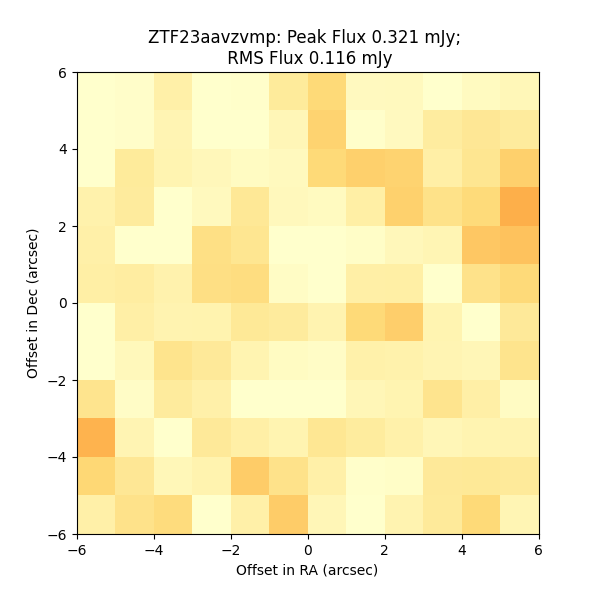 ZTF23aavzvmp: Peak Flux 0.321 mJy;
RMS Flux 0.116 mJy
6
4
2
0
−2
−4
−6
Offset in Dec (arcsec)
−6 −4 −2 0 2 4 6
Offset in RA (arcsec)